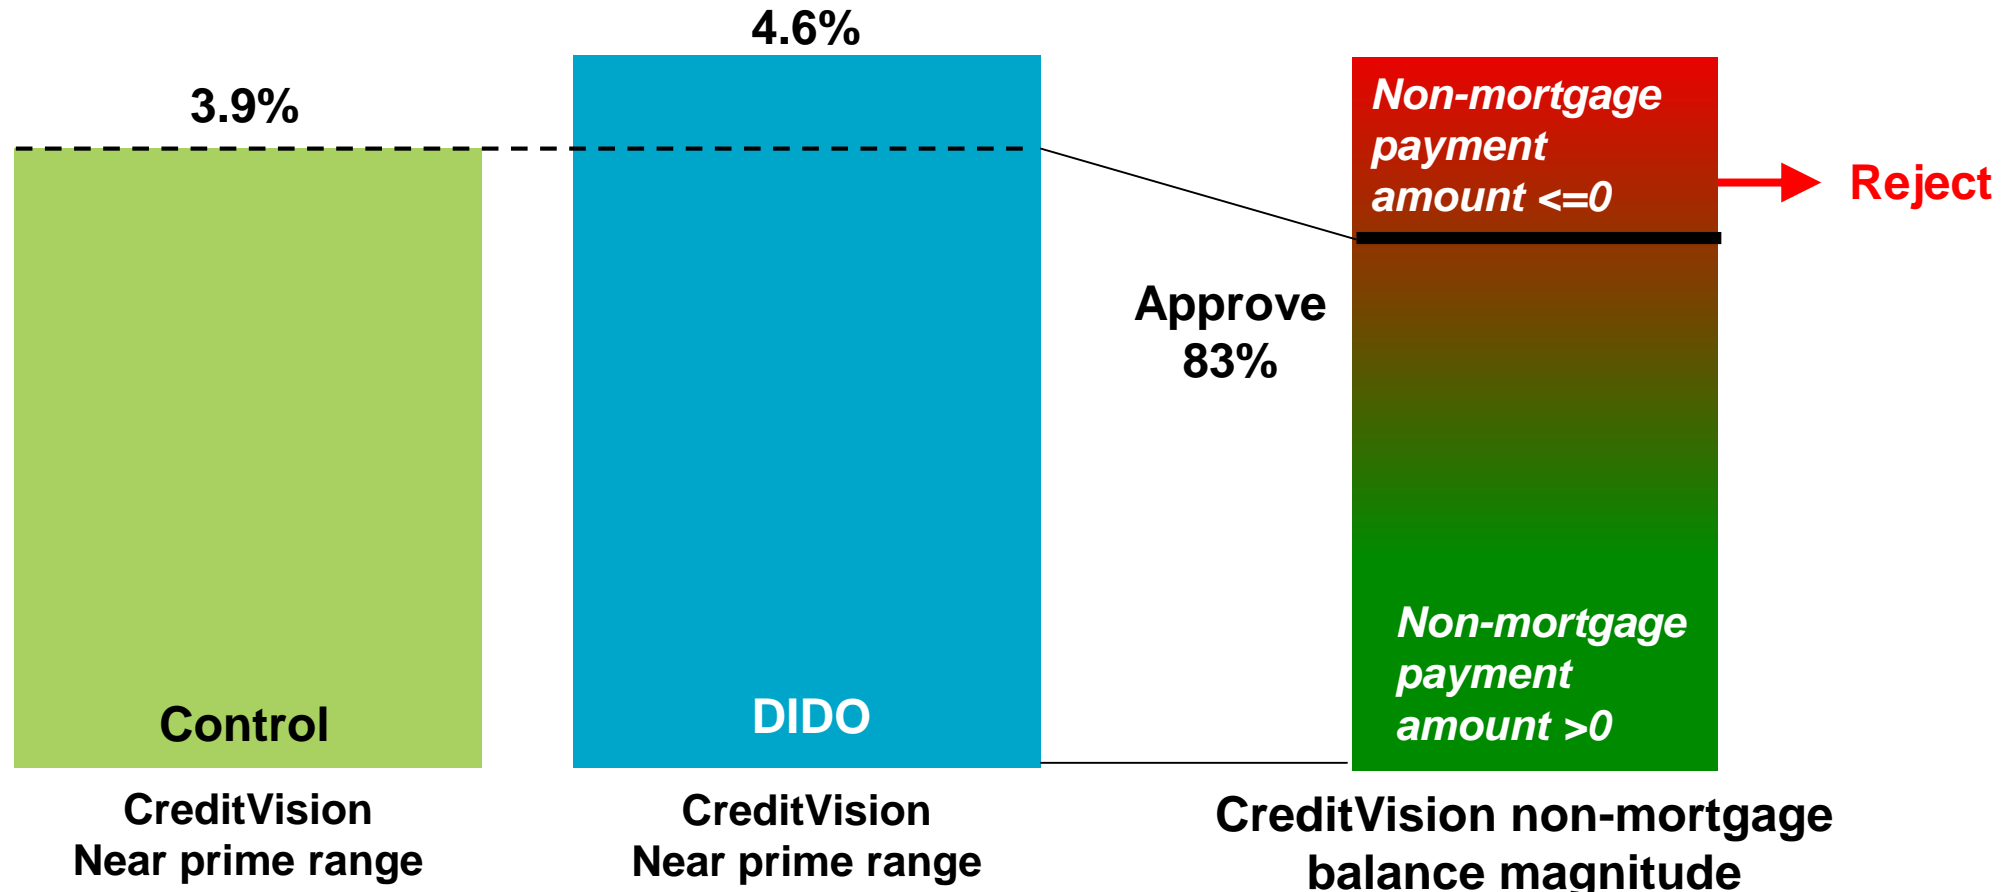 3.9%
4.6%
Control
DIDO
CreditVision
Near prime range
CreditVision
Near prime range
Approve
83%
Non-mortgage
payment
amount <=0
Reject
Non-mortgage
payment
amount >0
CreditVision non-mortgage
balance magnitude